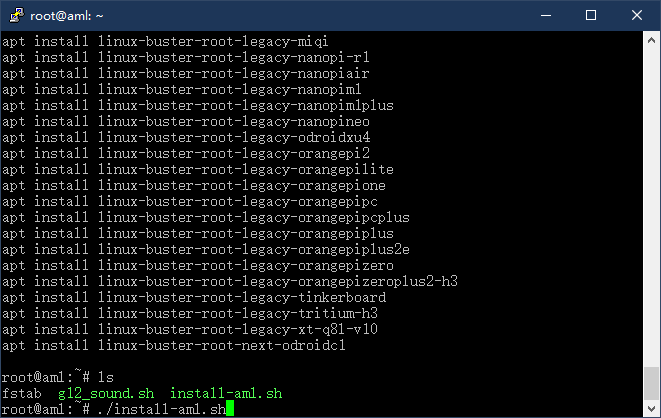 root@aml: ~
apt install linux-buster-root-legacy-miqi
apt install linux-buster-root-legacy-nanopi-r1
apt install linux-buster-root-legacy-nanopiair
apt install linux-buster-root-legacy-nanopim1
apt install linux-buster-root-legacy-nanopim1plus
apt install linux-buster-root-legacy-nanopineo
apt install linux-buster-root-legacy-odroidxu4
apt install linux-buster-root-legacy-orangepi2
apt install linux-buster-root-legacy-orangepilite
apt install linux-buster-root-legacy-orangepione
apt install linux-buster-root-legacy-orangepipc
apt install linux-buster-root-legacy-orangepipcplus
apt install linux-buster-root-legacy-orangepiplus
apt install linux-buster-root-legacy-orangepiplus2e
apt install linux-buster-root-legacy-orangepizero
apt install linux-buster-root-legacy-orangepizeroplus2-h3
apt install linux-buster-root-legacy-tinkerboard
apt install linux-buster-root-legacy-tritium-h3
apt install linux-buster-root-legacy-xt-q8l-v10
apt install linux-buster-root-next-odroidc1
root@aml:~# ls
fstab  g12_sound.sh  install-aml.sh
root@aml:~# ./install-aml.sh